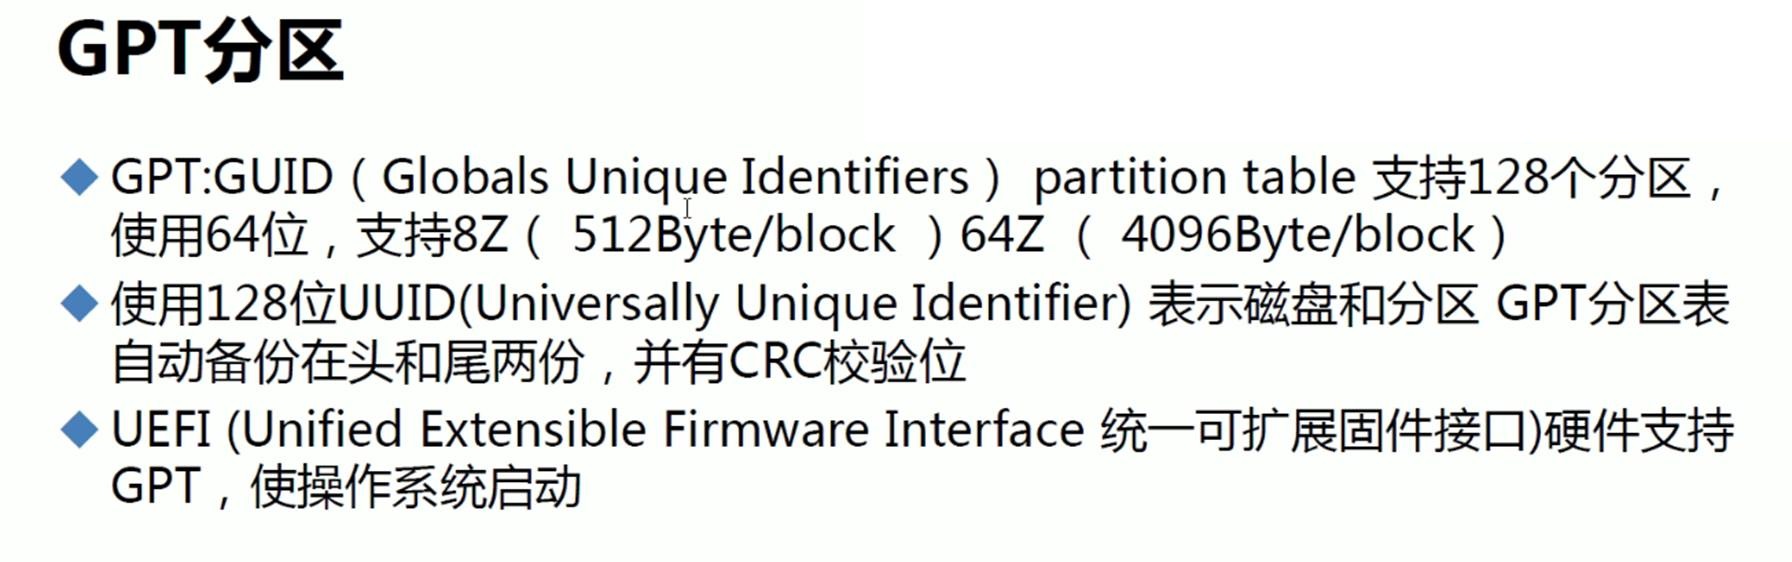 GPT分区
GPT:GUID（Globals Unique Identifiers） partition table 支持128个分区，
使用64位，支持8Z（ 512Byte/block ）64Z （ 4096Byte/block）
使用128位UUID(Universally Unique Identifier) 表示磁盘和分区 GPT分区表
自动备份在头和尾两份，并有CRC校验位
UEFI (Unified Extensible Firmware Interface 统一可扩展固件接口)硬件支持
GPT，使操作系统启动